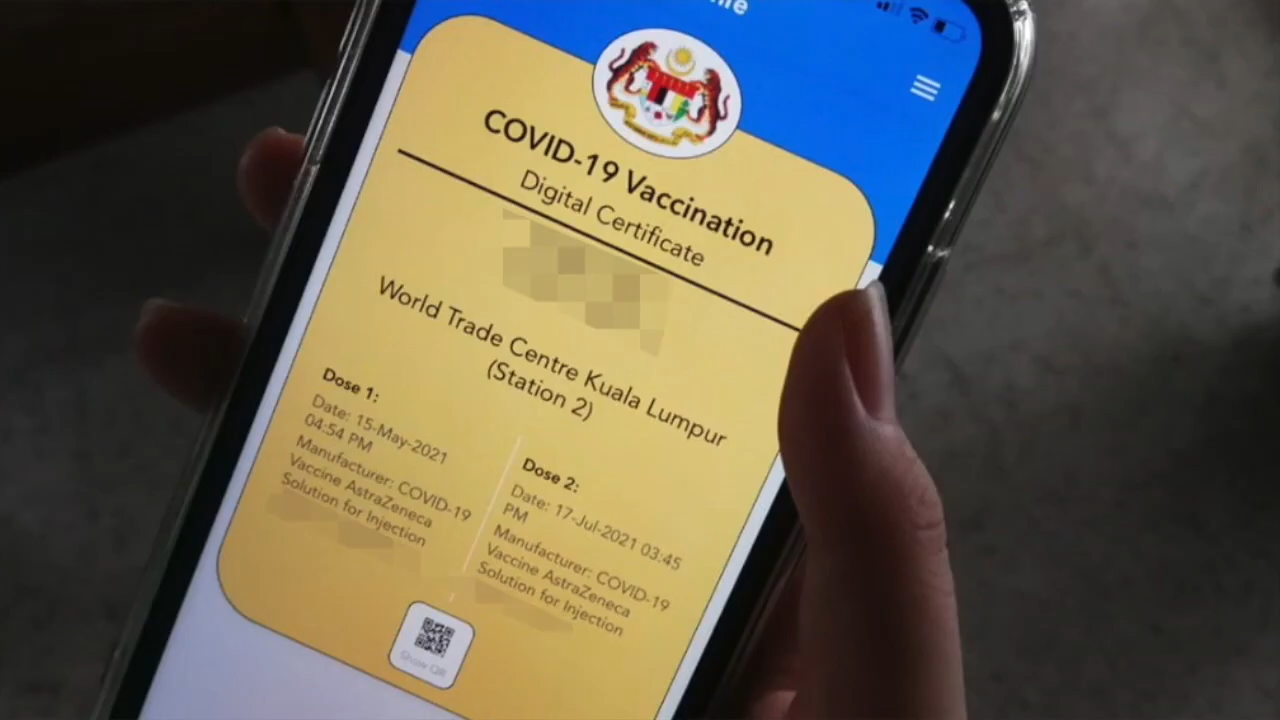 COVID-19 Vaccination
Digital Certificate
World Trade Centre Kuala Lumpur
(Station 2)
Dose 1:
Date: 15-May-2021
04:54 PM
Manufacturer: COVID-19
Vaccine AstraZeneca
Solution for Injection
Dose 2:
Date: 17-Jul-2021 03:45
PM
Manufacturer: COVID-19
Vaccine AstraZeneca
Solution for Injection
Show QR